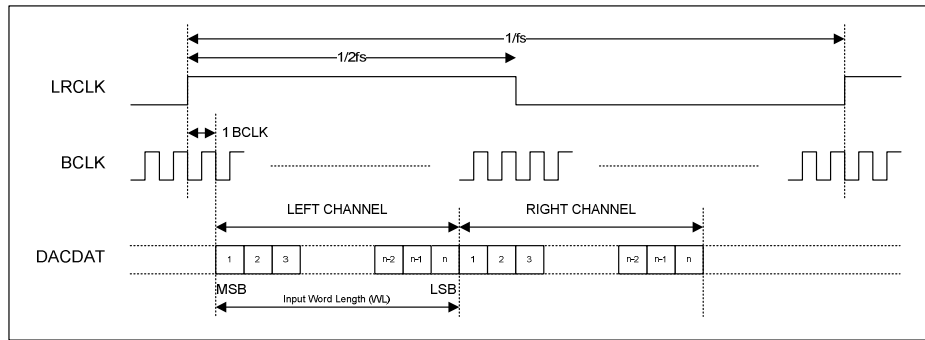 1/fs
1/2fs
LRCLK
1 BCLK
BCLK
LEFT CHANNEL RIGHT CHANNEL
DACDAT 1 2 3 n-2 n-1 n 1 2 3 n-2 n-1 n
MSB LSB
Input Word Length (WL)